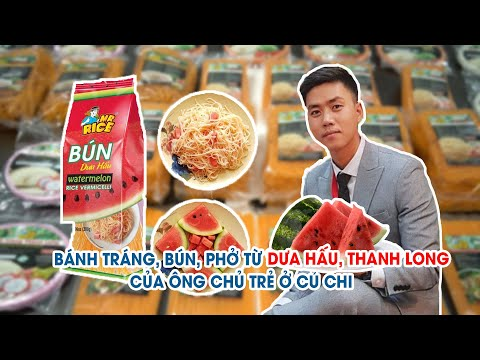 MR.
RICE
BÚN
Dưa Hấu
watermelon
RICE VERMICELLI
BÁNH TRÁNG, BÚN, PHỞ TỪ DƯA HẤU, THANH LONG
CỦA ÔNG CHỦ TRẺ Ở CỦ CHI